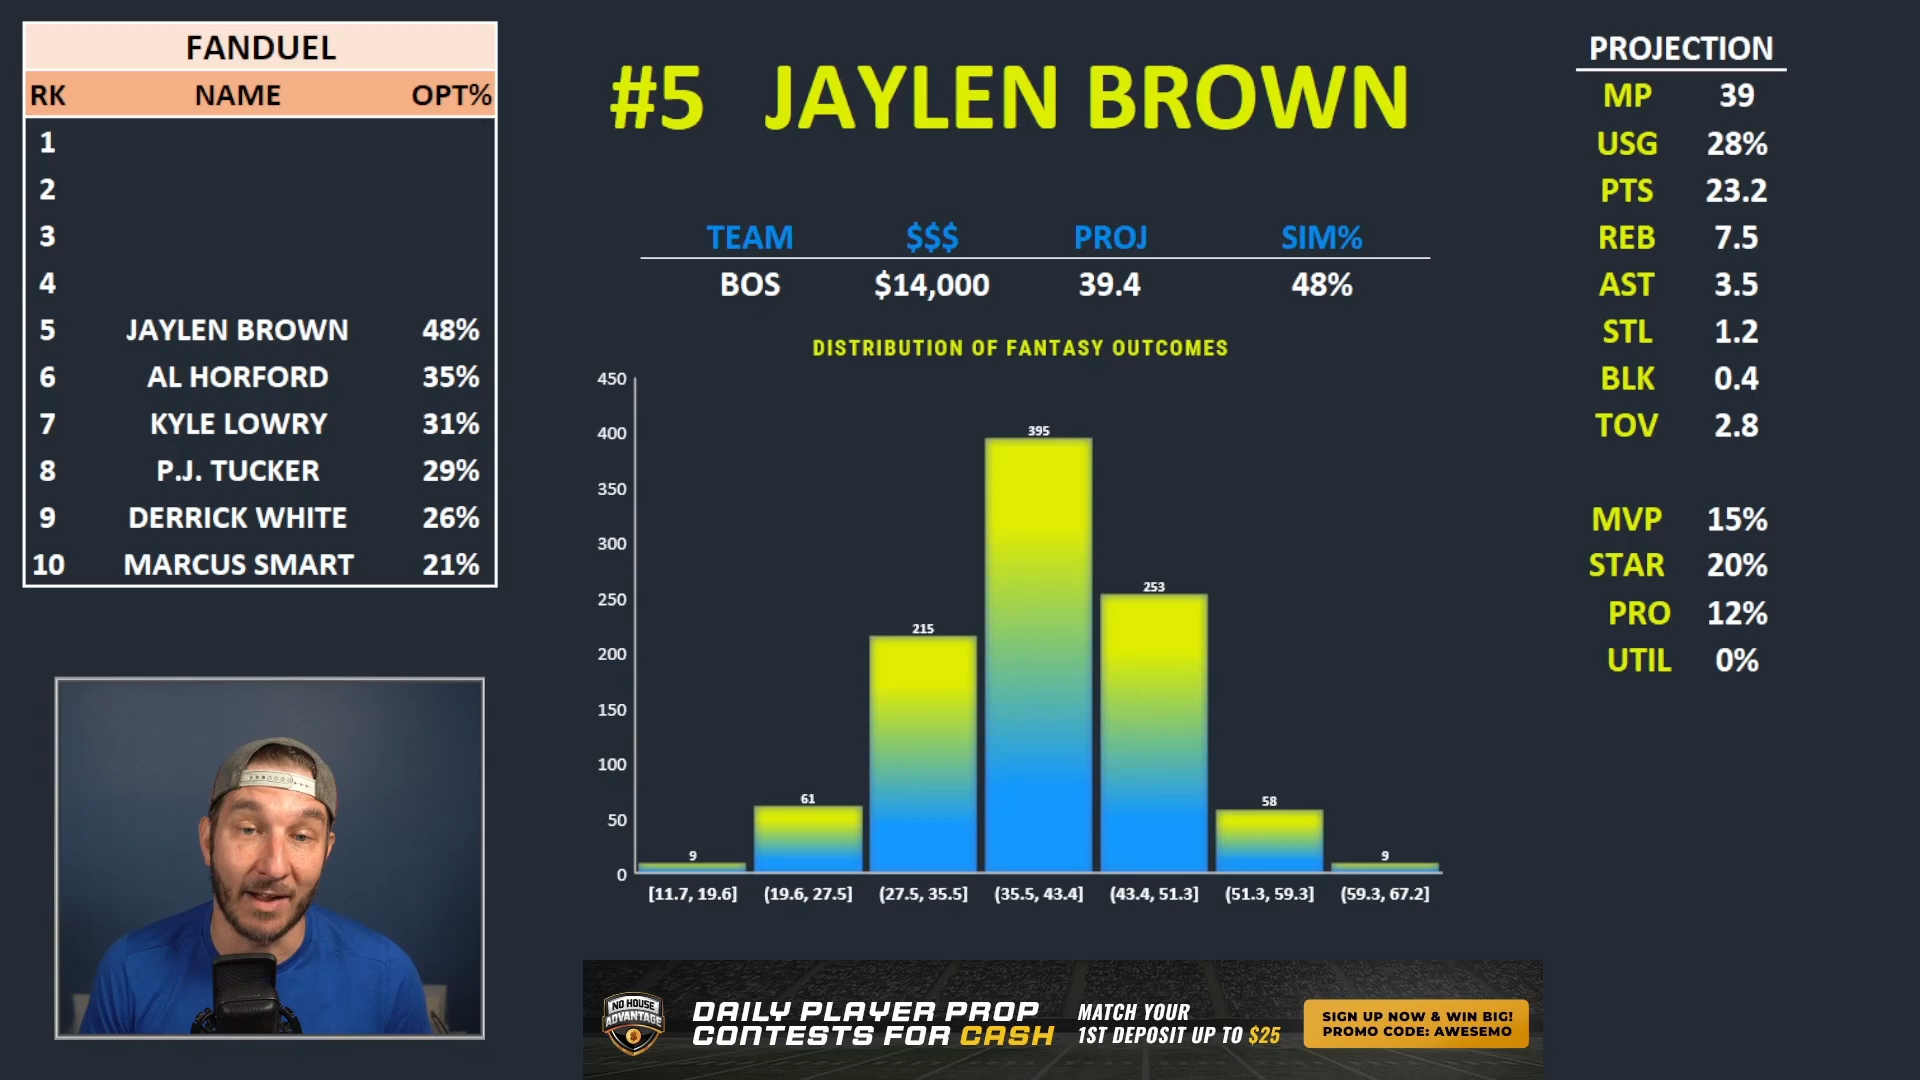 FANDUEL
RK NAME OPT%
1
2
3
4
5 JAYLEN BROWN 48%
6 AL HORFORD 35%
7 KYLE LOWRY 31%
8 P.J. TUCKER 29%
9 DERRICK WHITE 26%
10 MARCUS SMART 21%
#5 JAYLEN BROWN
TEAM $$$ PROJ SIM%
BOS $14,000 39.4 48%
DISTRIBUTION OF FANTASY OUTCOMES
450
400
350
300
250
200
150
100
50
0
9
61
215
395
253
58
9
[11.7, 19.6] (19.6, 27.5] (27.5, 35.5] (35.5, 43.4] (43.4, 51.3] (51.3, 59.3] (59.3, 67.2]
PROJECTION
MP 39
USG 28%
PTS 23.2
REB 7.5
AST 3.5
STL 1.2
BLK 0.4
TOV 2.8
MVP 15%
STAR 20%
PRO 12%
UTIL 0%
NO HOUSE
ADVANTAGE
DAILY PLAYER PROP
CONTESTS FOR CASH
MATCH YOUR
1ST DEPOSIT UP TO $25
SIGN UP NOW & WIN BIG!
PROMO CODE: AWESEMO